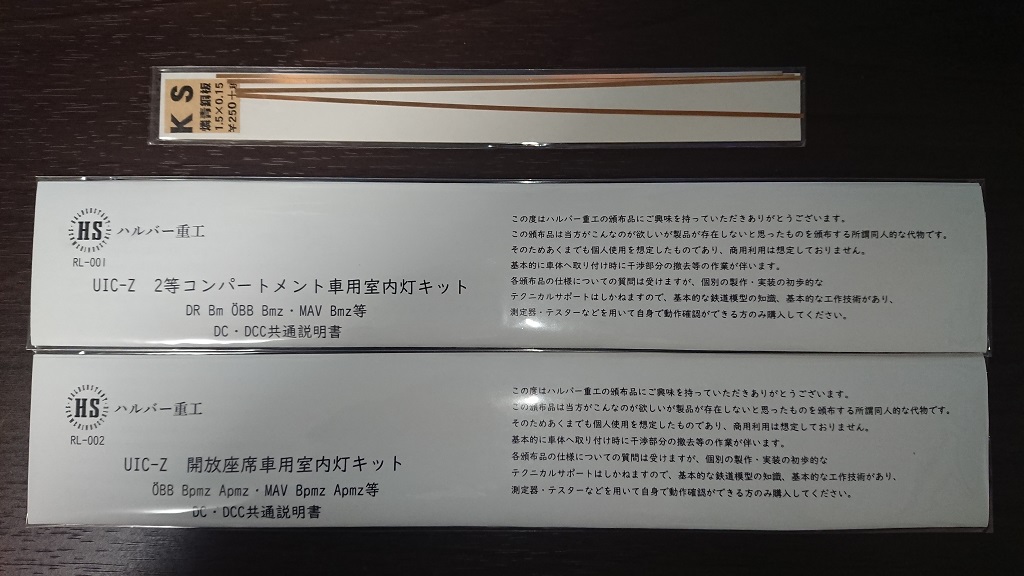 KS
燐青銅板
1.5×0.15
¥250+
HS
ハルバー重工
RL-001
UIC-Z 2等コンパートメント車用室内灯キット
DR Bm ÖBB Bmz・MAV Bmz等
DC・DCC共通説明書
この度はハルバー重工の頒布品にご興味を持っていただきありがとうございます。
この頒布品は当方がこんなのが欲しいが製品が存在しないと思ったものを頒布する所謂同人的な代物です。
そのためあくまでも個人使用を想定したものであり、商用利用は想定しておりません。
基本的に車体へ取り付け時に干渉部分の撤去等の作業が伴います。
各頒布品の仕様についての質問は受けますが、個別の製作・実装の初歩的な
テクニカルサポートはしかねますので、基本的な鉄道模型の知識、基本的な工作技術があり、
測定器・テスターなどを用いて自身で動作確認ができる方のみ購入してください。
HS
ハルバー重工
RL-002
UIC-Z 開放座席車用室内灯キット
ÖBB Bpmz Apmz・MAV Bpmz Apmz等
DC・DCC共通説明書
この度はハルバー重工の頒布品にご興味を持っていただきありがとうございます。
この頒布品は当方がこんなのが欲しいが製品が存在しないと思ったものを頒布する所謂同人的な代物です。
そのためあくまでも個人使用を想定したものであり、商用利用は想定しておりません。
基本的に車体へ取り付け時に干渉部分の撤去等の作業が伴います。
各頒布品の仕様についての質問は受けますが、個別の製作・実装の初歩的な
テクニカルサポートはしかねますので、基本的な鉄道模型の知識、基本的な工作技術があり、
測定器・テスターなどを用いて自身で動作確認ができる方のみ購入してください。